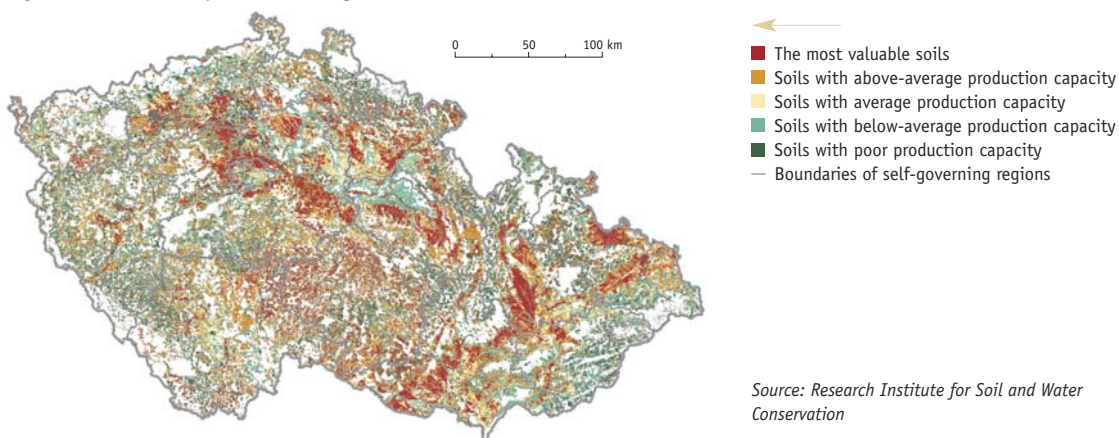 0 50 100 km
The most valuable soils
Soils with above-average production capacity
Soils with average production capacity
Soils with below-average production capacity
Soils with poor production capacity
Boundaries of self-governing regions
Source: Research Institute for Soil and Water
Conservation